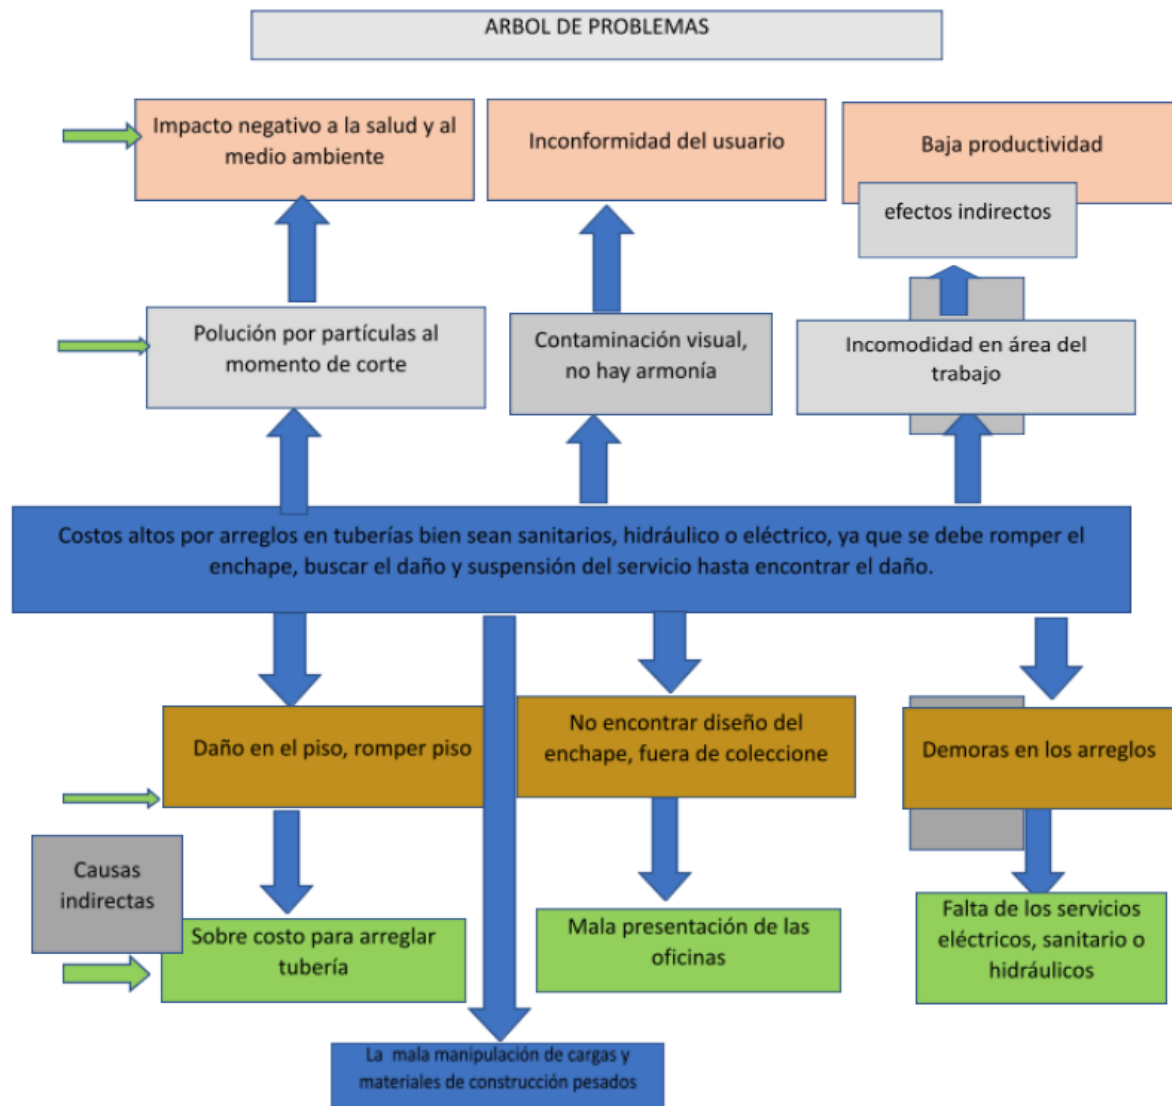 ARBOL DE PROBLEMAS
Impacto negativo a la salud y al
medio ambiente
Inconformidad del usuario
Baja productividad
efectos indirectos
Polución por partículas al
momento de corte
Contaminación visual,
no hay armonía
Incomodidad en área del
trabajo
Costos altos por arreglos en tuberías bien sean sanitarios, hidráulico o eléctrico, ya que se debe romper el
enchape, buscar el daño y suspensión del servicio hasta encontrar el daño.
Daño en el piso, romper piso
No encontrar diseño del
enchape, fuera de coleccione
Demoras en los arreglos
Causas
indirectas
Sobre costo para arreglar
tubería
Mala presentación de las
oficinas
Falta de los servicios
eléctricos, sanitario o
hidráulicos
La mala manipulación de cargas y
materiales de construcción pesados